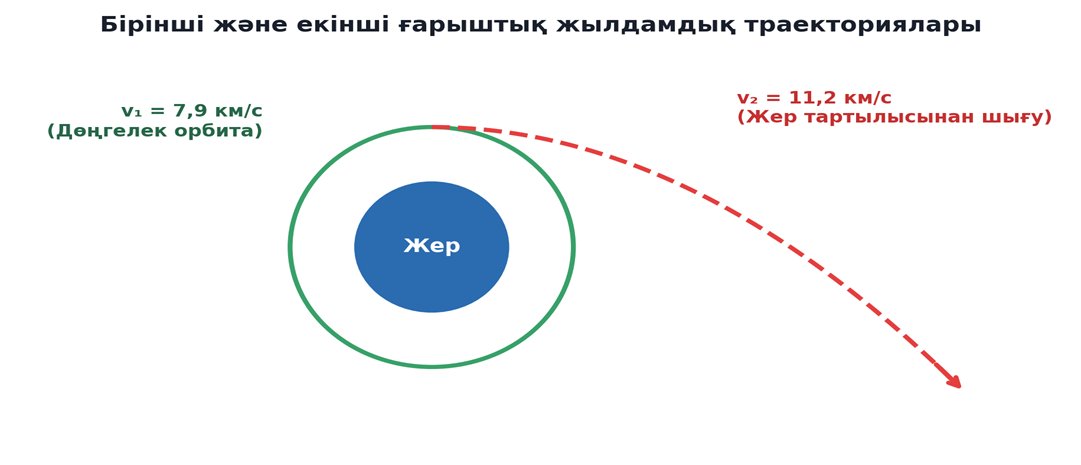 Бірінші және екінші ғарыштық жылдамдық траекториялары
v₁ = 7,9 км/с
(Дөңгелек орбита)
v₂ = 11,2 км/с
(Жер тартылысынан шығу)
Жер